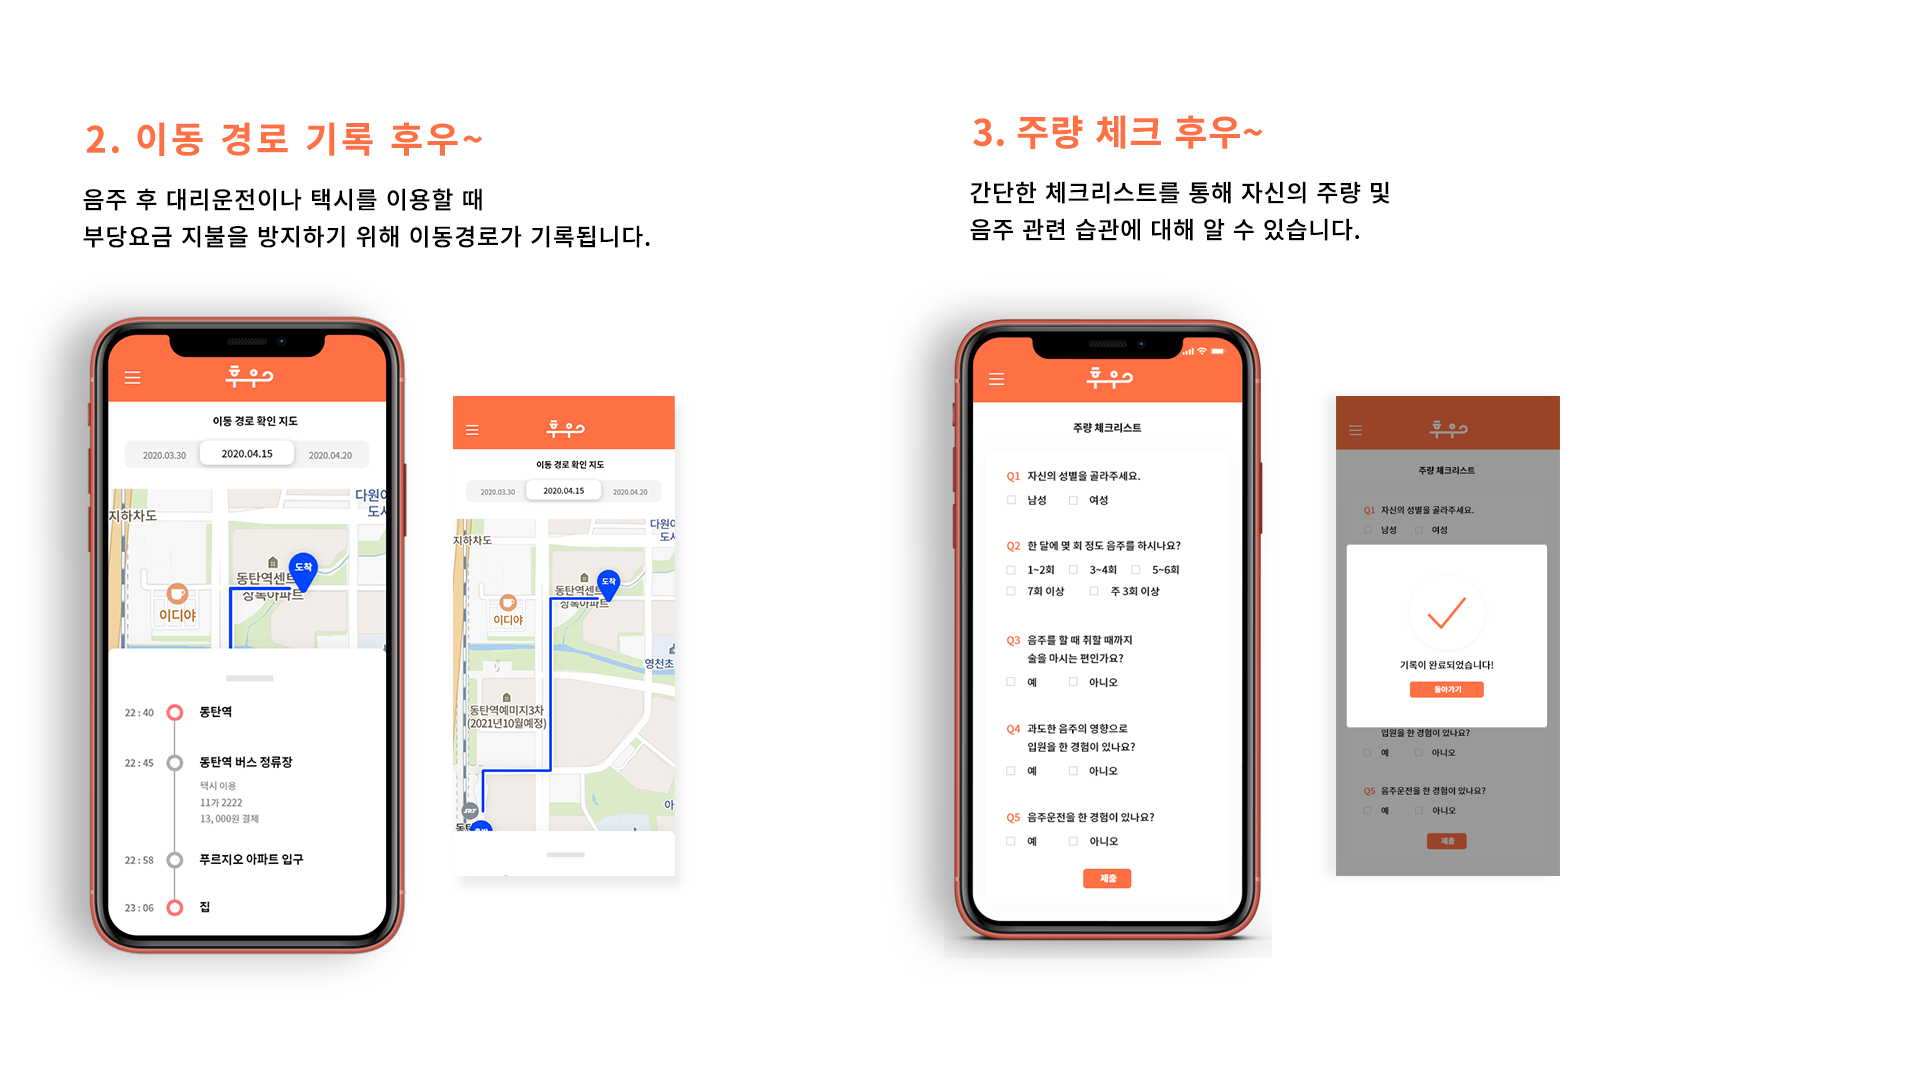 2. 이동 경로 기록 후우~
음주 후 대리운전이나 택시를 이용할 때
부당요금 지불을 방지하기 위해 이동경로가 기록됩니다.
후우
이동 경로 확인 지도
2020.03.30 2020.04.15 2020.04.20
다원이
도시
지하차도
도착
동탄역센트
상록아파트
이디야
22 : 40 동탄역
22 : 45 동탄역 버스 정류장
택시 이용
11가 2222
13, 000원 결제
22 : 58 푸르지오 아파트 입구
23 : 06 집
후우
이동 경로 확인 지도
2020.03.30 2020.04.15 2020.04.20
지하차도
도착
동탄역센트
상록아파트
이디야
영천초
동탄역예미지3차
(2021년10월예정)
SRT
3. 주량 체크 후우~
간단한 체크리스트를 통해 자신의 주량 및
음주 관련 습관에 대해 알 수 있습니다.
후우
주량 체크리스트
Q1 자신의 성별을 골라주세요.
남성 여성
Q2 한 달에 몇 회 정도 음주를 하시나요?
1~2회 3~4회 5~6회
7회 이상 주 3회 이상
Q3 음주를 할 때 취할 때까지
술을 마시는 편인가요?
예 아니오
Q4 과도한 음주의 영향으로
입원을 한 경험이 있나요?
예 아니오
Q5 음주운전을 한 경험이 있나요?
예 아니오
제출
후우
주량 체크리스트
Q1 자신의 성별을 골라주세요.
남성 여성
기록이 완료되었습니다!
돌아가기
입원을 한 경험이 있나요?
예 아니오
Q5 음주운전을 한 경험이 있나요?
예 아니오
제출